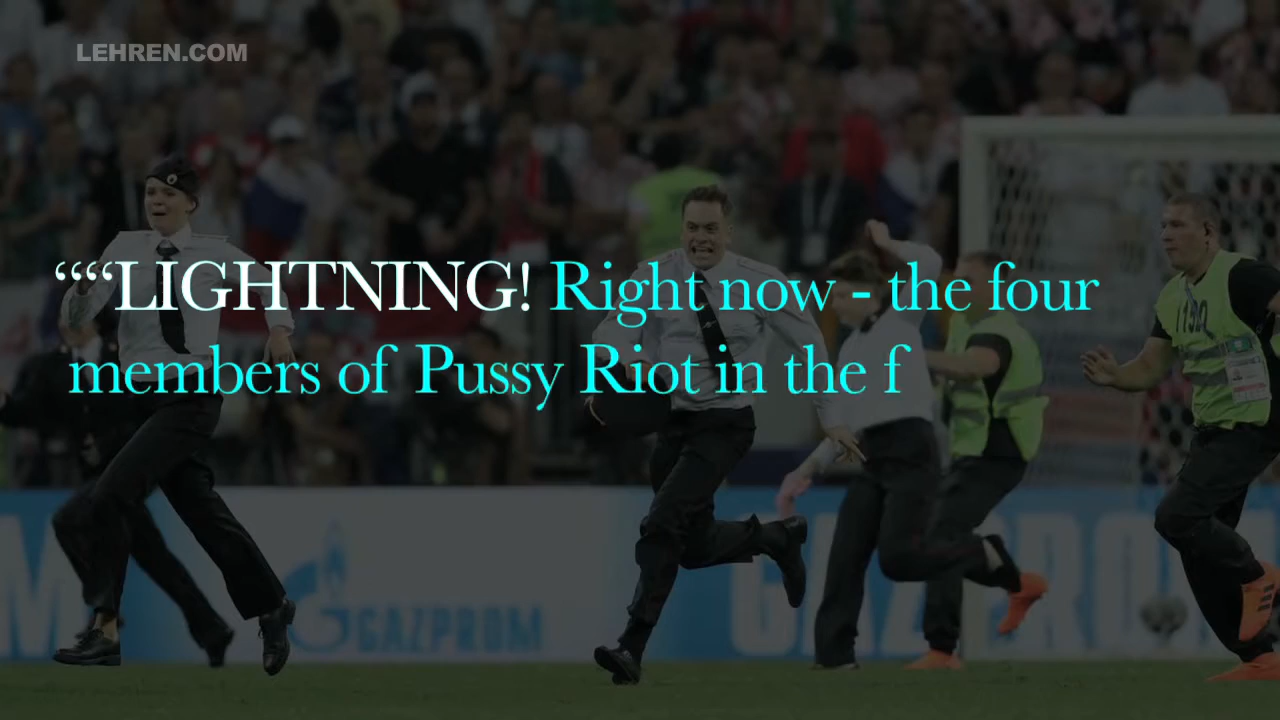 LEHREN.COM
““LIGHTNING! Right now - the four
members of Pussy Riot in the f
GAZPROM